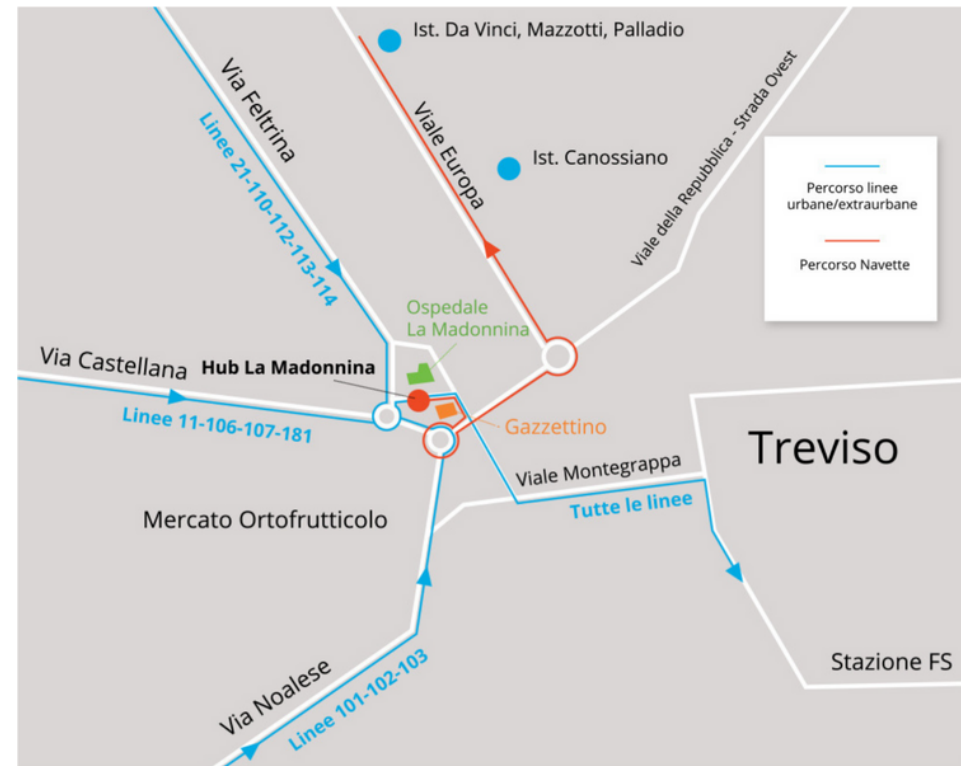 Ist. Da Vinci, Mazzotti, Palladio
Via Feltrina
Linee 21-110-112-113-114
Viale Europa
Ist. Canossiano
Viale della Repubblica - Strada Ovest
Percorso linee
urbane/extraurbane
Percorso Navette
Ospedale
La Madonnina
Via Castellana
Hub La Madonnina
Linee 11-106-107-181
Gazzettino
Treviso
Viale Montegrappa
Tutte le linee
Mercato Ortofrutticolo
Via Noalese
Linee 101-102-103
Stazione FS